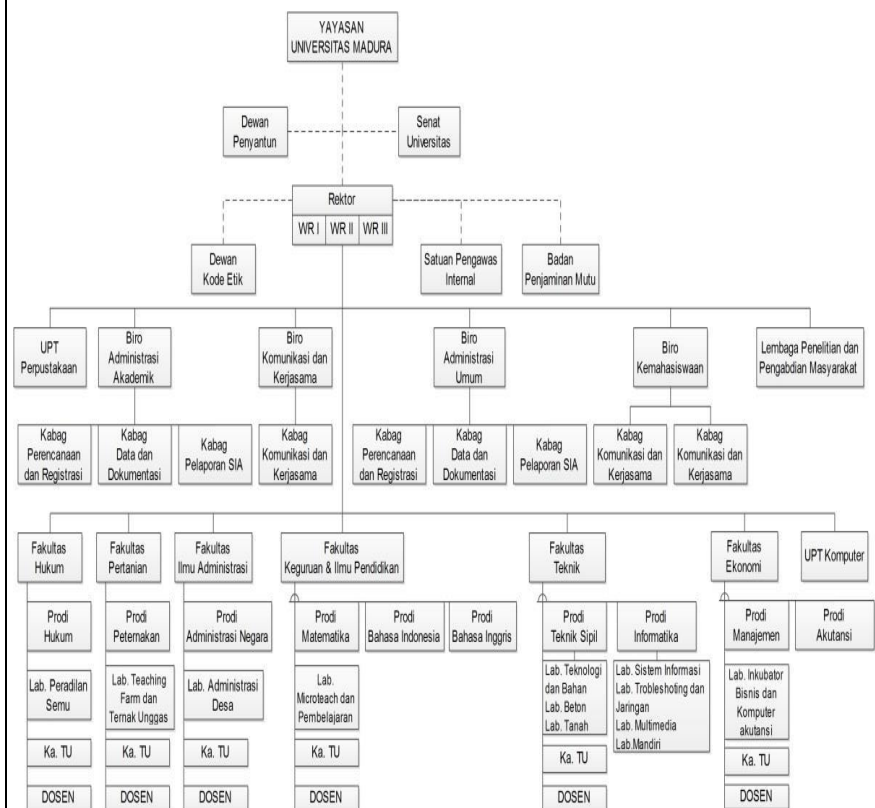 YAYASAN
UNIVERSITAS MADURA
Dewan
Penyantun
Senat
Universitas
Rektor
WR I
WR II
WR III
Dewan
Kode Etik
Satuan Pengawas
Internal
Badan
Penjaminan Mutu
UPT
Perpustakaan
Biro
Administrasi
Akademik
Biro
Komunikasi dan
Kerjasama
Biro
Administrasi
Umum
Biro
Kemahasiswaan
Lembaga Penelitian dan
Pengabdian Masyarakat
Kabag
Perencanaan
dan Registrasi
Kabag
Data dan
Dokumentasi
Kabag
Pelaporan SIA
Kabag
Komunikasi dan
Kerjasama
Kabag
Perencanaan
dan Registrasi
Kabag
Data dan
Dokumentasi
Kabag
Pelaporan SIA
Kabag
Komunikasi dan
Kerjasama
Kabag
Komunikasi dan
Kerjasama
Fakultas
Hukum
Fakultas
Pertanian
Fakultas
Ilmu Administrasi
Fakultas
Keguruan & Ilmu Pendidikan
Fakultas
Teknik
Fakultas
Ekonomi
UPT Komputer
Prodi
Hukum
Prodi
Peternakan
Prodi
Administrasi Negara
Prodi
Matematika
Prodi
Bahasa Indonesia
Prodi
Bahasa Inggris
Prodi
Teknik Sipil
Prodi
Informatika
Prodi
Manajemen
Prodi
Akutansi
Lab. Peradilan
Semu
Lab. Teaching
Farm dan
Ternak Unggas
Lab. Administrasi
Desa
Lab.
Microteach dan
Pembelajaran
Lab. Teknologi
dan Bahan
Lab. Beton
Lab. Tanah
Lab. Sistem Informasi
Lab. Trobleshoting dan
Jaringan
Lab. Multimedia
Lab.Mandiri
Lab. Inkubator
Bisnis dan
Komputer
akutansi
Ka. TU
Ka. TU
Ka. TU
Ka. TU
Ka. TU
Ka. TU
DOSEN
DOSEN
DOSEN
DOSEN
DOSEN
DOSEN